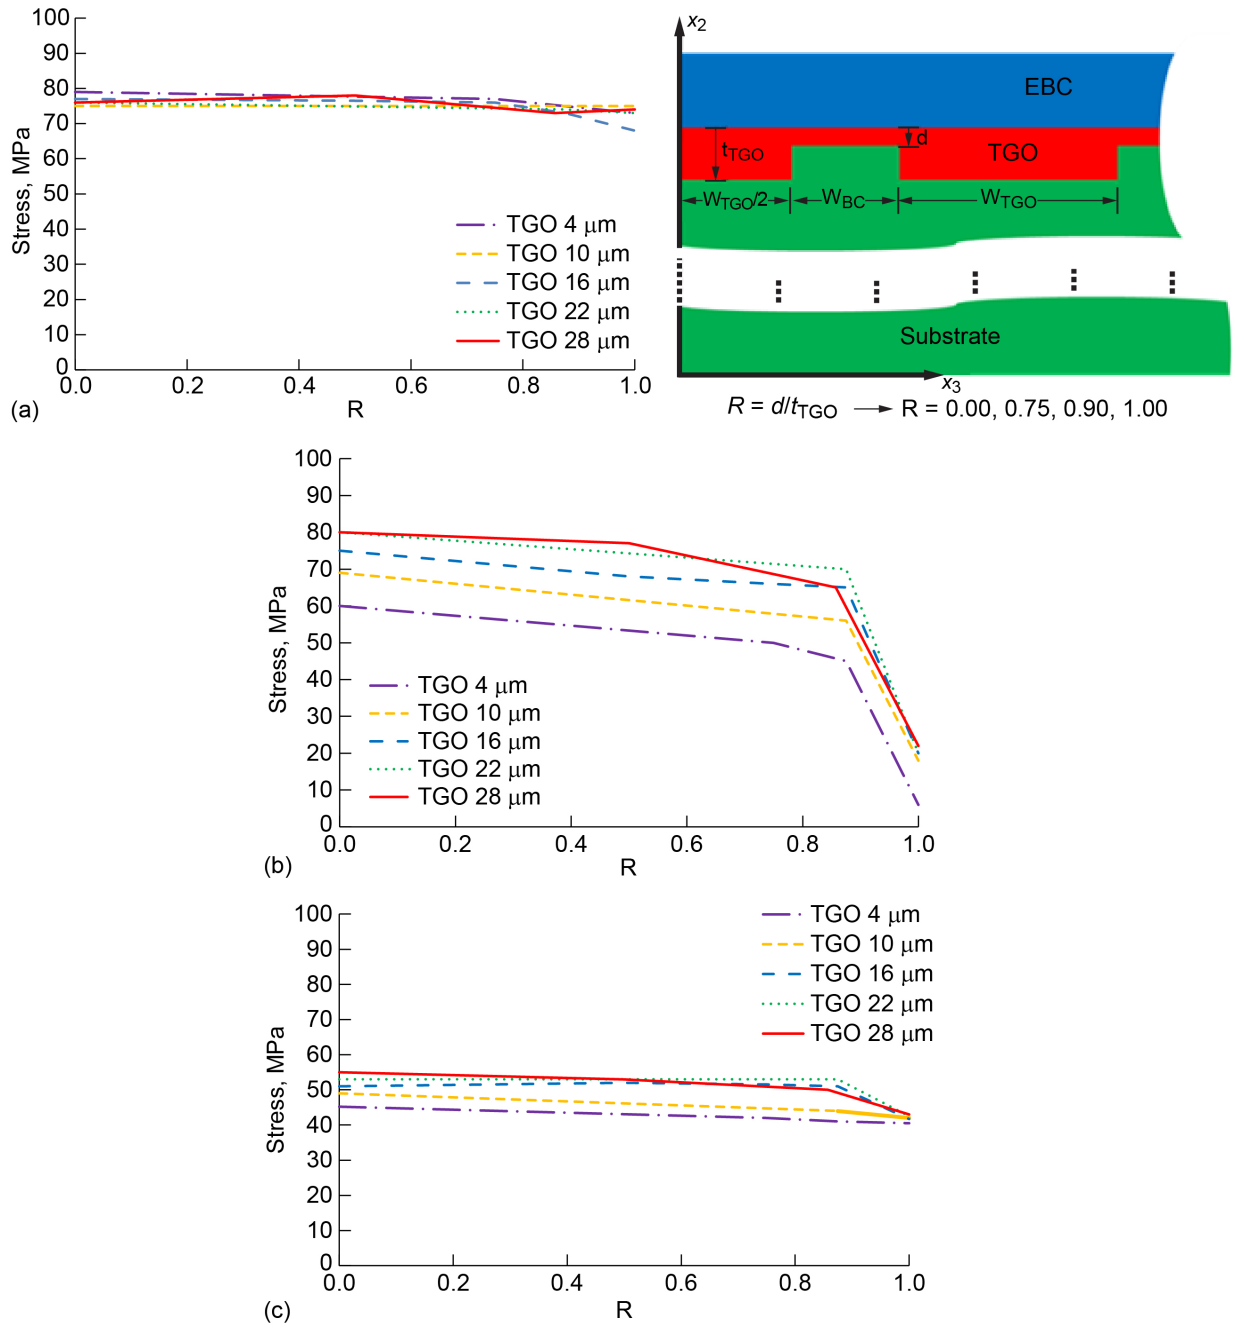 100
90
80
70
60
50
40
30
20
10
0
Stress, MPa
TGO 4 μm
TGO 10 μm
TGO 16 μm
TGO 22 μm
TGO 28 μm
0.0 0.2 0.4 0.6 0.8 1.0
R
(a)
x2
EBC
d
tTGO
TGO
WTGO/2
WBC
WTGO
Substrate
x3
R = d/tTGO → R = 0.00, 0.75, 0.90, 1.00
100
90
80
70
60
50
40
30
20
10
0
Stress, MPa
TGO 4 μm
TGO 10 μm
TGO 16 μm
TGO 22 μm
TGO 28 μm
0.0 0.2 0.4 0.6 0.8 1.0
R
(b)
100
90
80
70
60
50
40
30
20
10
0
Stress, MPa
TGO 4 μm
TGO 10 μm
TGO 16 μm
TGO 22 μm
TGO 28 μm
0.0 0.2 0.4 0.6 0.8 1.0
R
(c)